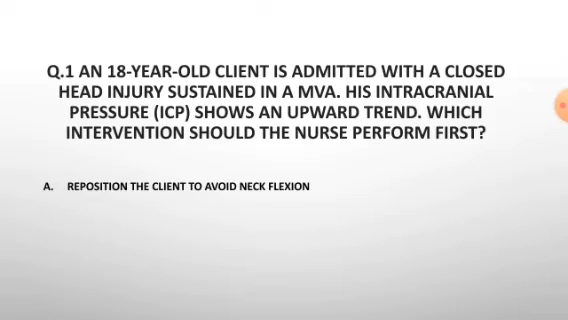 Q.1 AN 18-YEAR-OLD CLIENT IS ADMITTED WITH A CLOSED
HEAD INJURY SUSTAINED IN A MVA. HIS INTRACRANIAL
PRESSURE (ICP) SHOWS AN UPWARD TREND. WHICH
INTERVENTION SHOULD THE NURSE PERFORM FIRST?
A. REPOSITION THE CLIENT TO AVOID NECK FLEXION